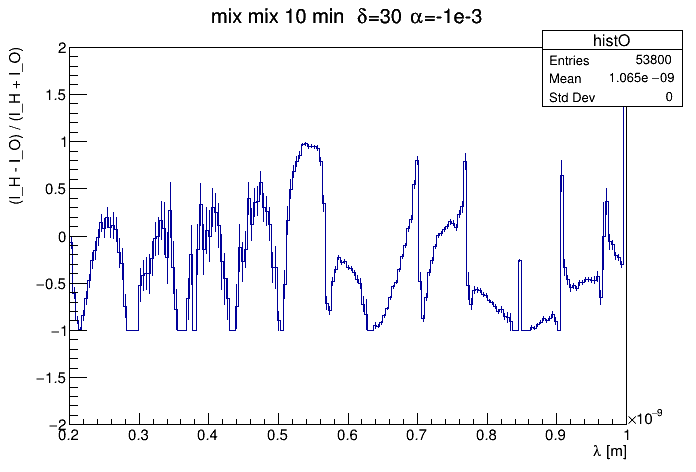 mix mix 10 min δ=30 α=-1e-3
histO
Entries 53800
Mean 1.065e−09
Std Dev 0
(I_H - I_O) / (I_H + I_O)
2
1.5
1
0.5
0
−0.5
−1
−1.5
−2
0.2 0.3 0.4 0.5 0.6 0.7 0.8 0.9 1
×10−9
λ [m]